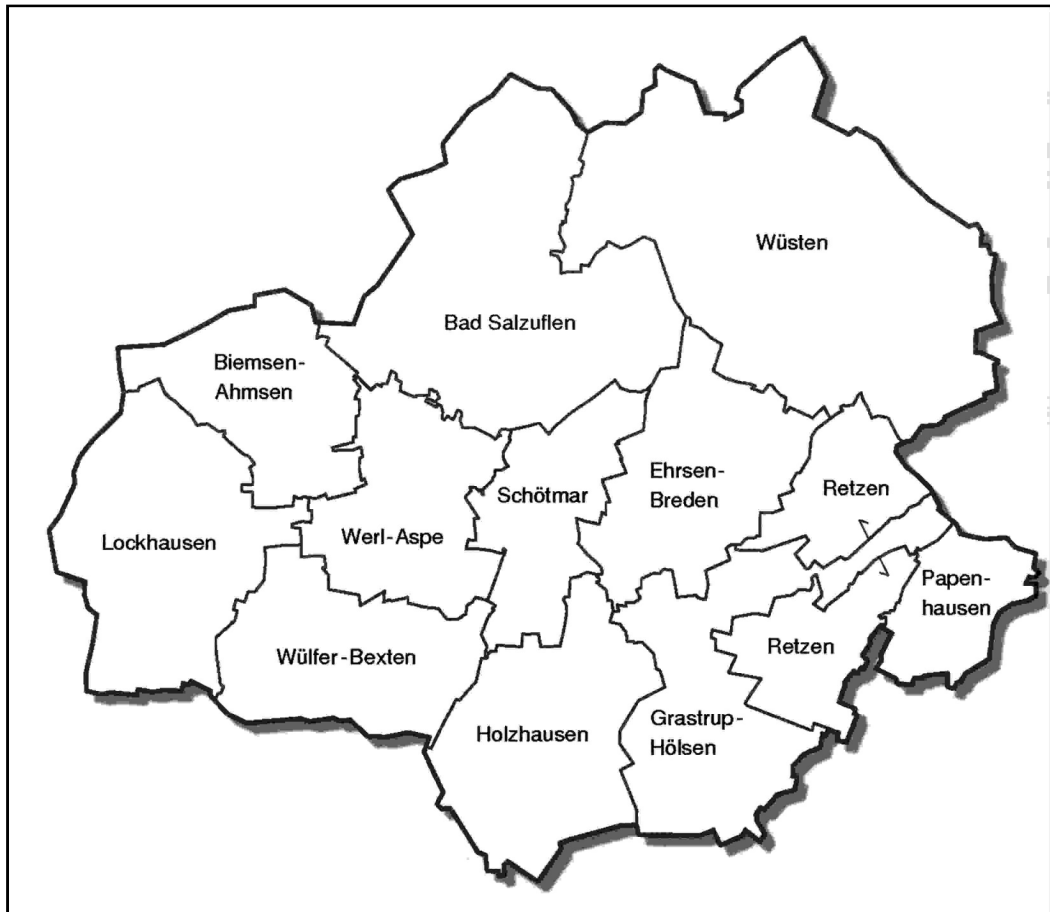 Wüsten
Bad Salzuflen
Biemsen-
Ahmsen
Ehrsen-
Breden
Retzen
Schötmar
Lockhausen
Werl-Aspe
Papen-
hausen
Retzen
Wülfer-Bexten
Holzhausen
Grastrup-
Hölsen